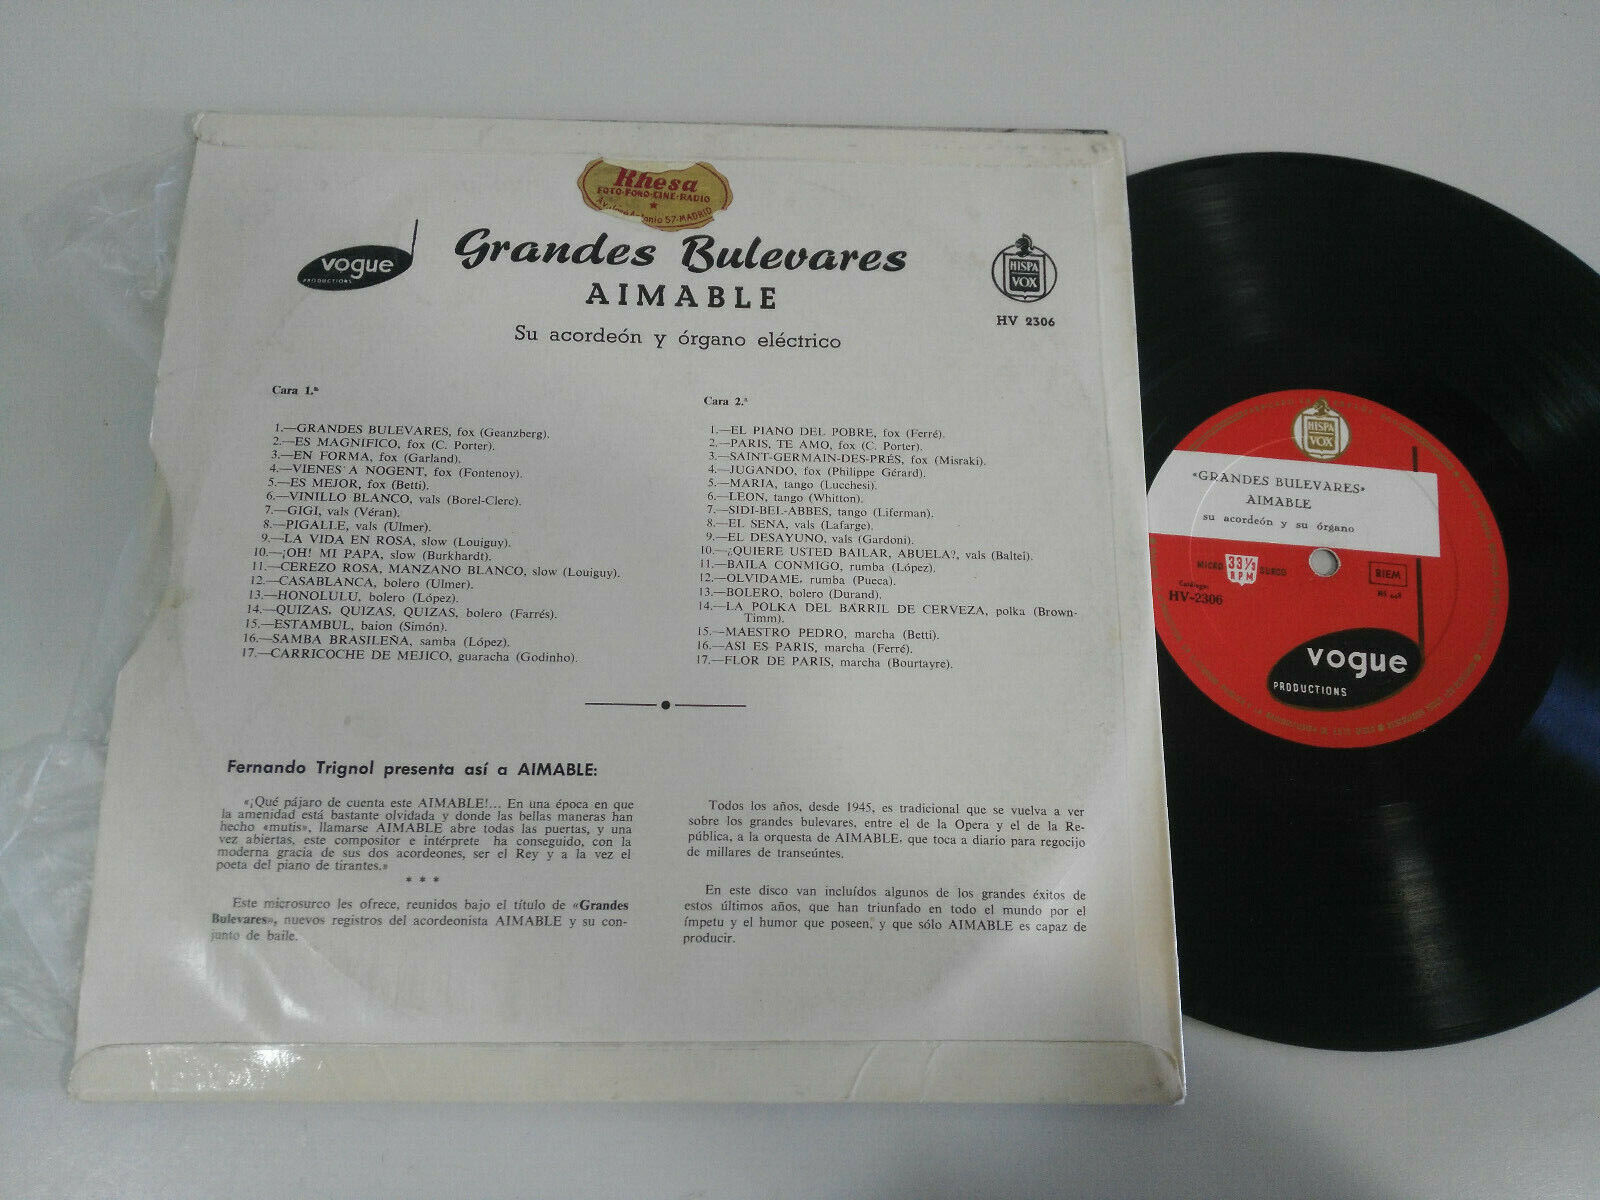 Rhesa
FOTO-FONO-CINE-RADIO
57-MADRID
vogue
PRODUCTIONS
Grandes Bulevares
AIMABLE
Su acordeón y órgano eléctrico
HISPA
VOX
HV 2306
Cara 1.ª
1.—GRANDES BULEVARES, fox (Geanzberg).
2.—ES MAGNIFICO, fox (C. Porter).
3.—EN FORMA, fox (Garland).
4.—VIENES A NOGENT, fox (Fontenoy).
5.—ES MEJOR, fox (Betti).
6.—VINILLO BLANCO, vals (Borel-Clerc).
7.—GIGI, vals (Véran).
8.—PIGALLE, vals (Ulmer).
9.—LA VIDA EN ROSA, slow (Louiguy).
10.—¡OH! MI PAPA, slow (Burkhardt).
11.—CEREZO ROSA, MANZANO BLANCO, slow (Louiguy).
12.—CASABLANCA, bolero (Ulmer).
13.—HONOLULU, bolero (López).
14.—QUIZAS, QUIZAS, QUIZAS, bolero (Farrés).
15.—ESTAMBUL, baion (Simón).
16.—SAMBA BRASILEÑA, samba (López).
17.—CARRICOCHE DE MEJICO, guaracha (Godinho).
Cara 2.ª
1.—EL PIANO DEL POBRE, fox (Ferré).
2.—PARIS, TE AMO, fox (C. Porter).
3.—SAINT-GERMAIN-DES-PRÉS, fox (Misraki).
4.—JUGANDO, fox (Philippe Gérard).
5.—MARIA, tango (Lucchesi).
6.—LEON, tango (Whitton).
7.—SIDI-BEL-ABBES, tango (Liferman).
8.—EL SENA, vals (Lafarge).
9.—EL DESAYUNO, vals (Gardoni).
10.—¿QUIERE USTED BAILAR, ABUELA?, vals (Baltel).
11.—BAILA CONMIGO, rumba (López).
12.—OLVIDAME, rumba (Pueca).
13.—BOLERO, bolero (Durand).
14.—LA POLKA DEL BARRIL DE CERVEZA, polka (Brown-
Timm).
15.—MAESTRO PEDRO, marcha (Betti).
16.—ASI ES PARIS, marcha (Ferré).
17.—FLOR DE PARIS, marcha (Bourtayre).
Fernando Trignol presenta así a AIMABLE:
«¡Qué pájaro de cuenta este AIMABLE!... En una época en que
la amenidad está bastante olvidada y donde las bellas maneras han
hecho «mutis», llamarse AIMABLE abre todas las puertas, y una
vez abiertas, este compositor e intérprete ha conseguido, con la
moderna gracia de sus dos acordeones, ser el Rey y a la vez el
poeta del piano de tirantes.»
* * *
Este microsurco les ofrece, reunidos bajo el título de «Grandes
Bulevares», nuevos registros del acordeonista AIMABLE y su con-
junto de baile.
Todos los años, desde 1945, es tradicional que se vuelva a ver
sobre los grandes bulevares, entre el de la Opera y el de la Re-
pública, a la orquesta de AIMABLE, que toca a diario para regocijo
de millares de transeúntes.
En este disco van incluídos algunos de los grandes éxitos de
estos últimos años, que han triunfado en todo el mundo por el
ímpetu y el humor que poseen, y que sólo AIMABLE es capaz de
producir.
HISPA
VOX
«GRANDES BULEVARES»
AIMABLE
su acordeón y su órgano
MICRO 33⅓ SURCO
RPM
BIEM
Catálogo:
HV-2306
vogue
PRODUCTIONS